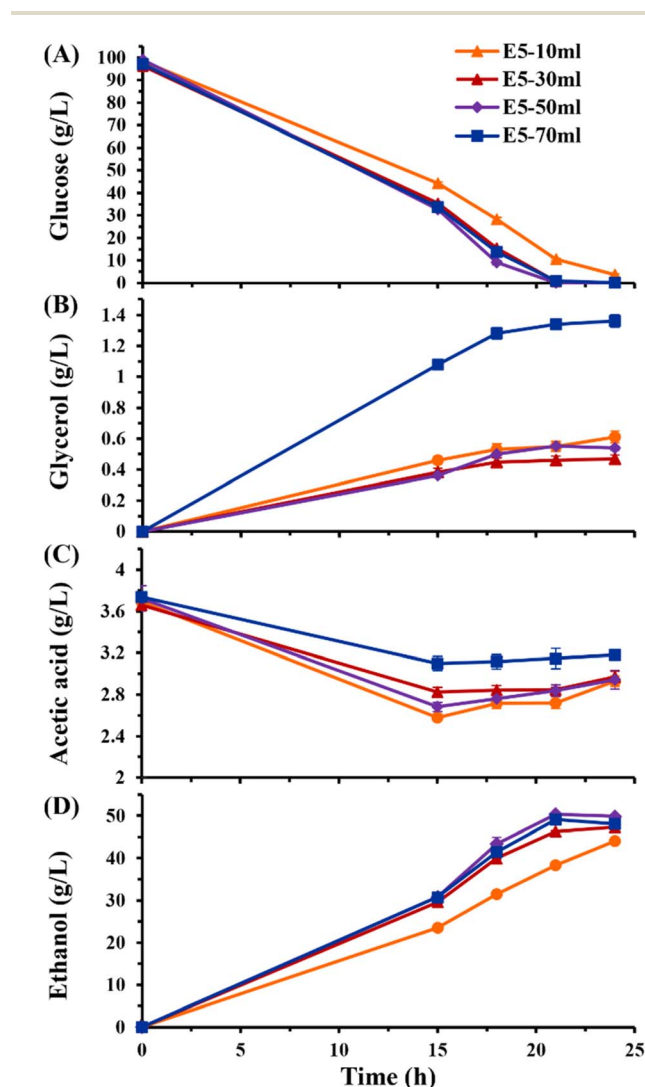 (A)
Glucose (g/L)
100
90
80
70
60
50
40
30
20
10
0
E5-10ml
E5-30ml
E5-50ml
E5-70ml
(B)
Glycerol (g/L)
1.4
1.2
1
0.8
0.6
0.4
0.2
0
(C)
Acetic acid (g/L)
4
3.6
3.2
2.8
2.4
2
(D)
Ethanol (g/L)
50
40
30
20
10
0
0 5 10 15 20 25
Time (h)